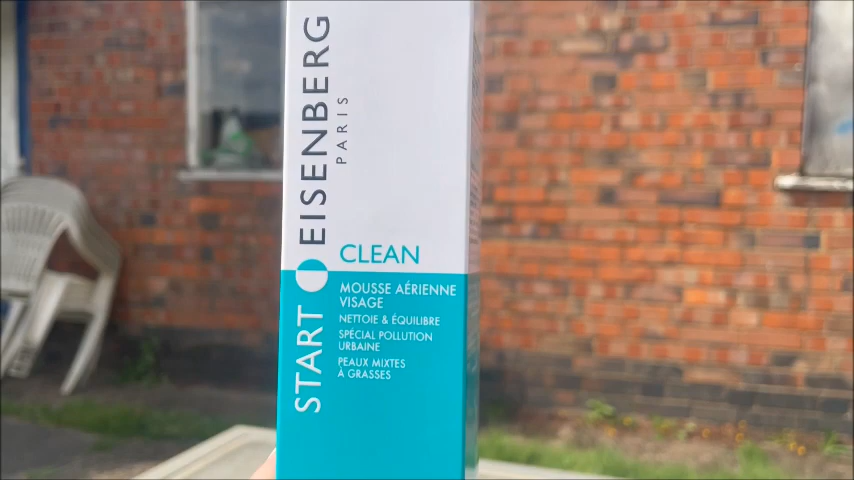 EISENBERG
PARIS
START
CLEAN
MOUSSE AÉRIENNE
VISAGE
NETTOIE & ÉQUILIBRE
SPÉCIAL POLLUTION
URBAINE
PEAUX MIXTES
À GRASSES